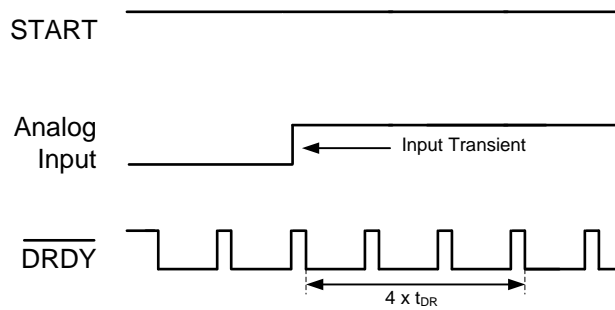 START
Analog
Input
Input Transient
DRDY
4 x tDR